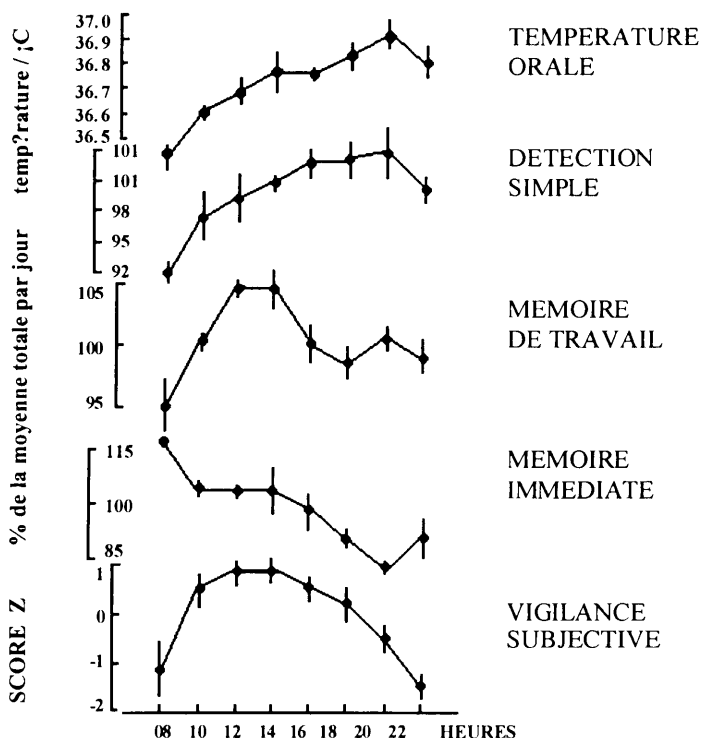 37.0
36.9
36.8
36.7
36.6
36.5
temp?rature / ¡C
TEMPERATURE
ORALE
101
101
98
95
92
DETECTION
SIMPLE
% de la moyenne totale par jour
105
100
95
MEMOIRE
DE TRAVAIL
115
100
85
MEMOIRE
IMMEDIATE
1
0
-1
-2
SCORE Z
VIGILANCE
SUBJECTIVE
08 10 12 14 16 18 20 22 HEURES